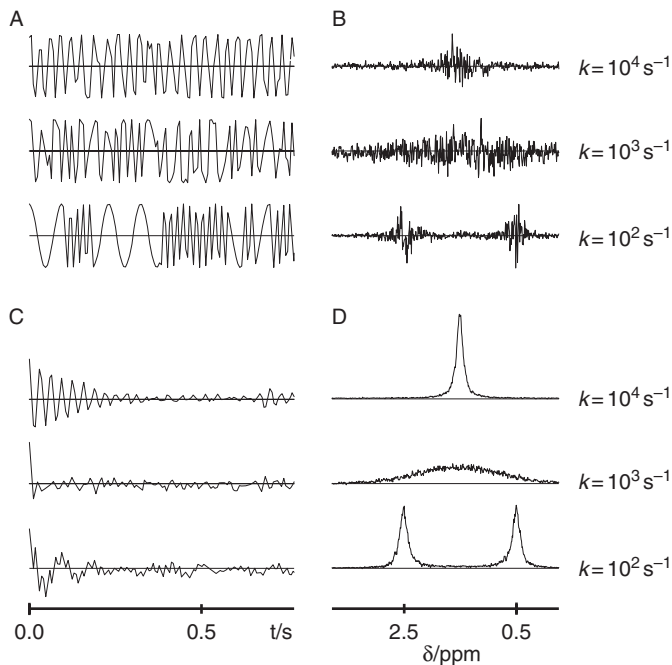 A
B
k = 10⁴ s⁻¹
k = 10³ s⁻¹
k = 10² s⁻¹
C
D
k = 10⁴ s⁻¹
k = 10³ s⁻¹
k = 10² s⁻¹
0.0 0.5 t/s
2.5 0.5
δ/ppm